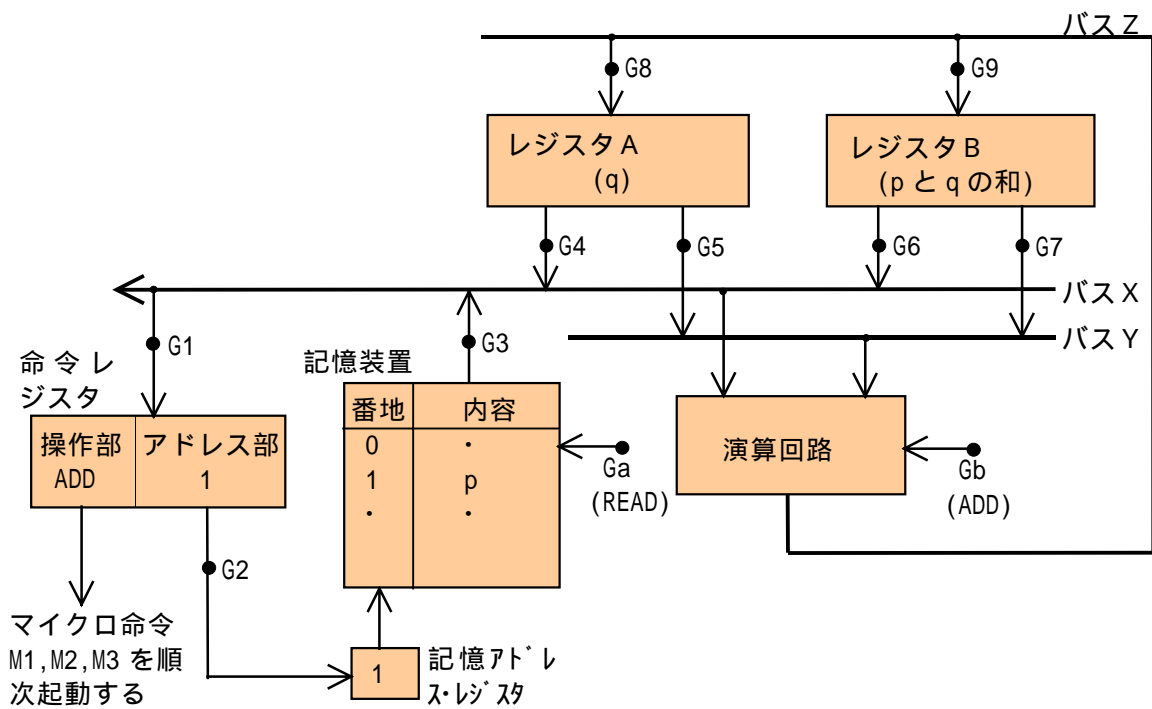 バスZ
G8
G9
レジスタA
(q)
レジスタB
(pとqの和)
G4
G5
G6
G7
バスX
G1
G3
バスY
命令レ
ジスタ
記憶装置
番地 内容
操作部 アドレス部
ADD 1
0 ・
1 p
・ ・
Ga
(READ)
演算回路
Gb
(ADD)
G2
マイクロ命令
M1,M2,M3を順
次起動する
1
記憶ｱﾄﾞﾚ
ｽ･ﾚｼﾞｽﾀ